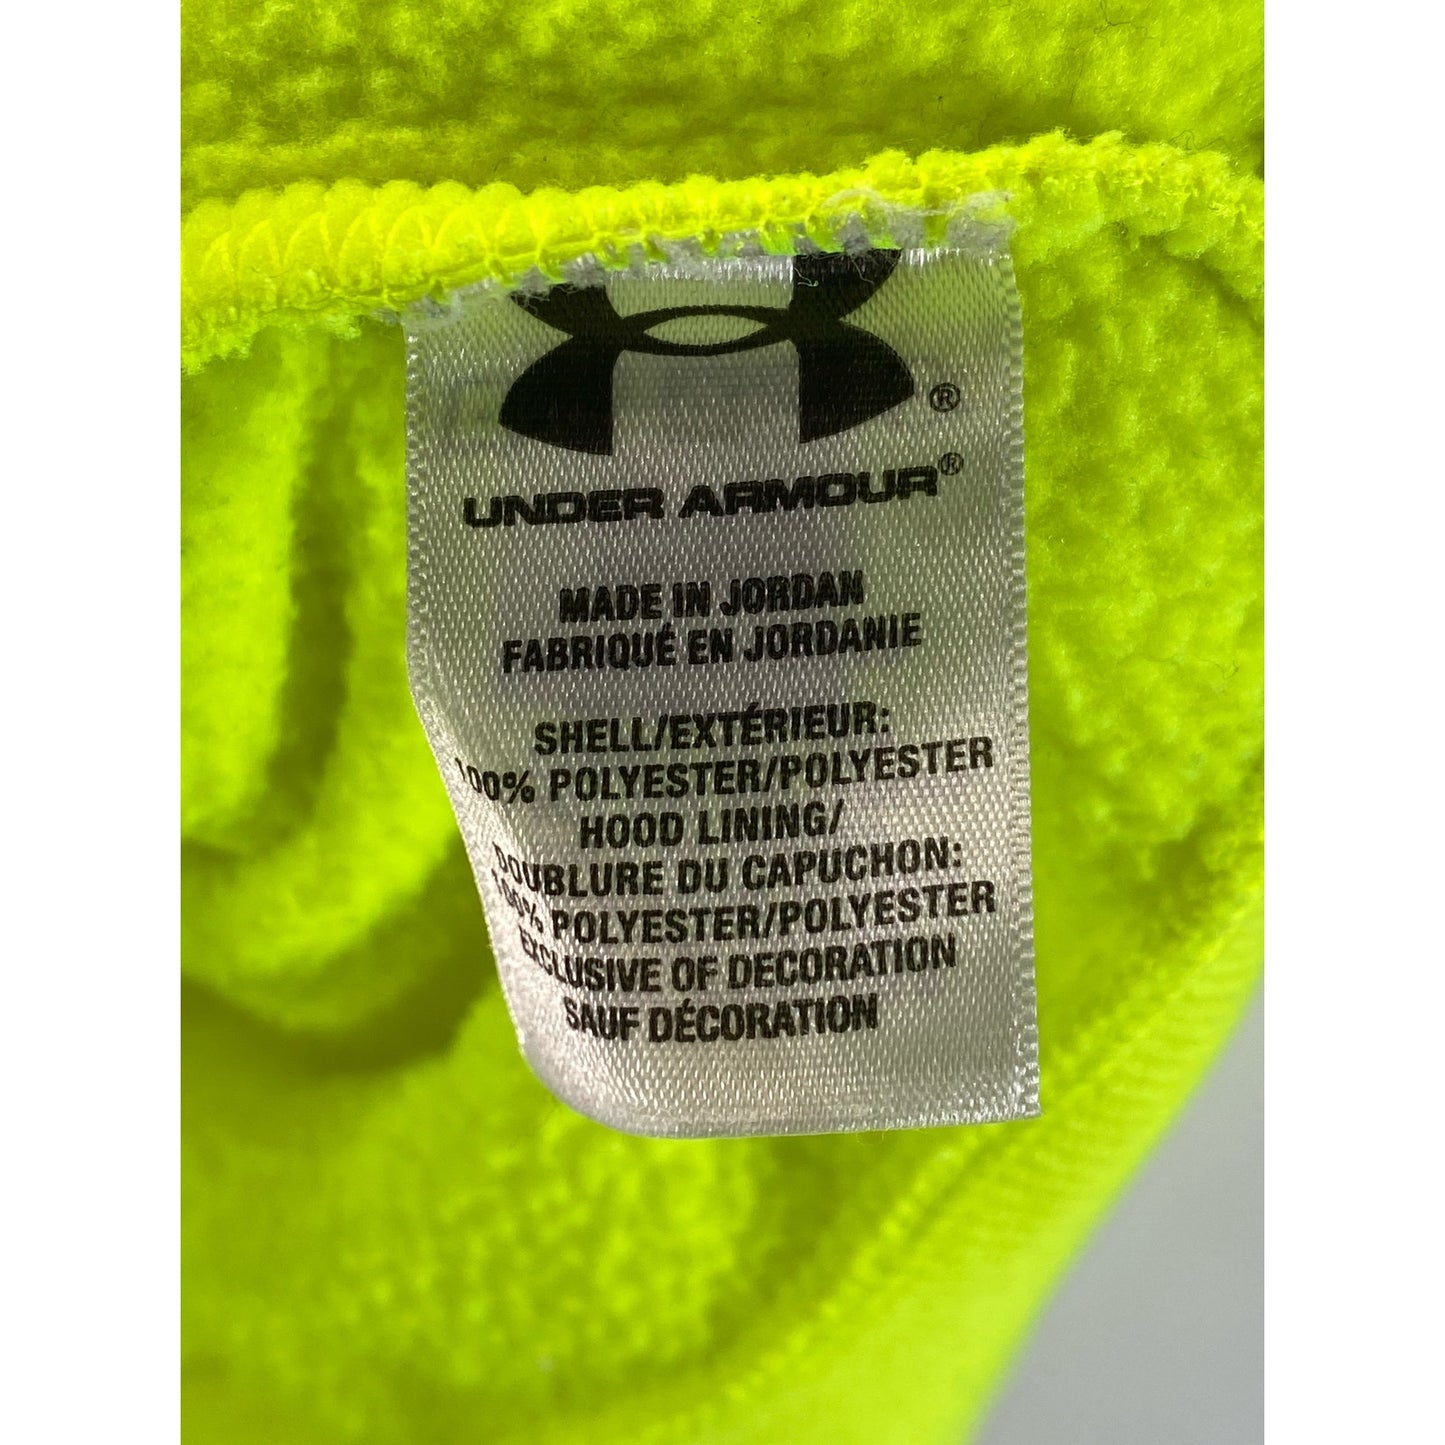 ®
UNDER ARMOUR®
MADE IN JORDAN
FABRIQUÉ EN JORDANIE
SHELL/EXTÉRIEUR:
100% POLYESTER/POLYESTER
HOOD LINING/
DOUBLURE DU CAPUCHON:
100% POLYESTER/POLYESTER
EXCLUSIVE OF DECORATION
SAUF DÉCORATION